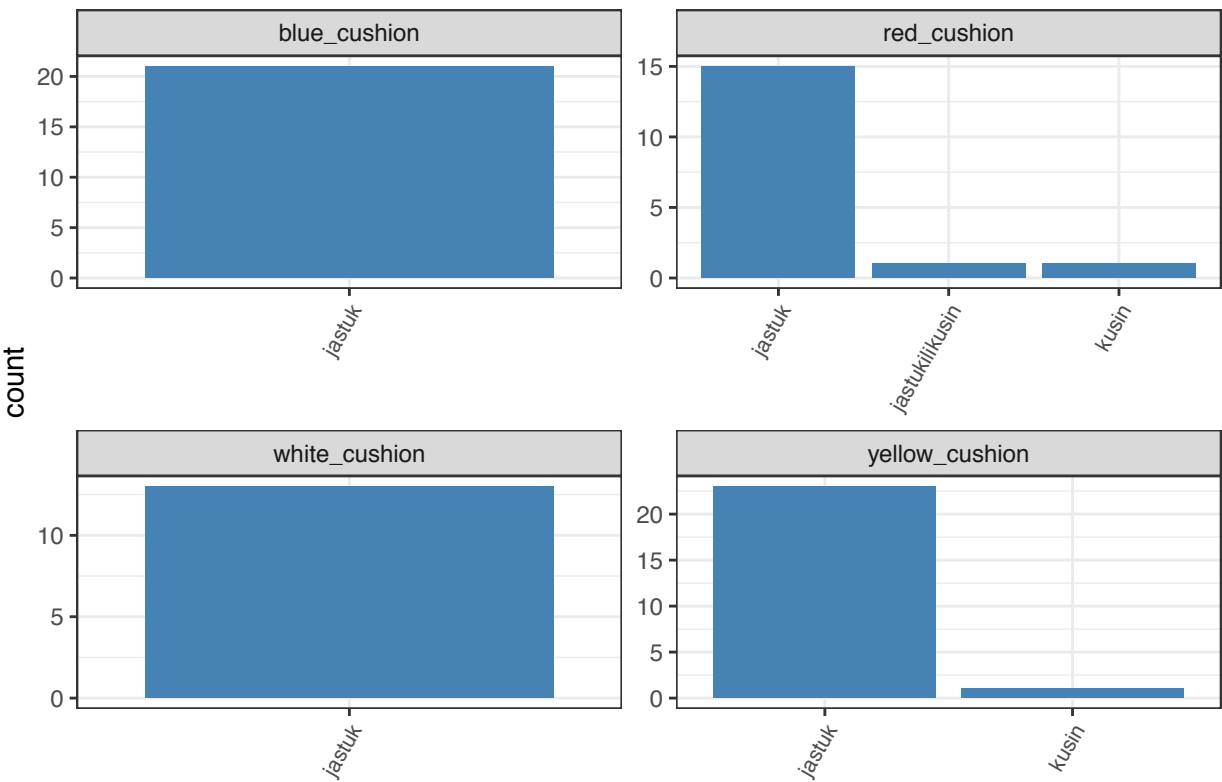 blue_cushion
red_cushion
20
15
10
5
0
15
10
5
0
jastuk
jastuk
jastukilikusin
kusin
count
white_cushion
yellow_cushion
10
5
0
20
15
10
5
0
jastuk
jastuk
kusin